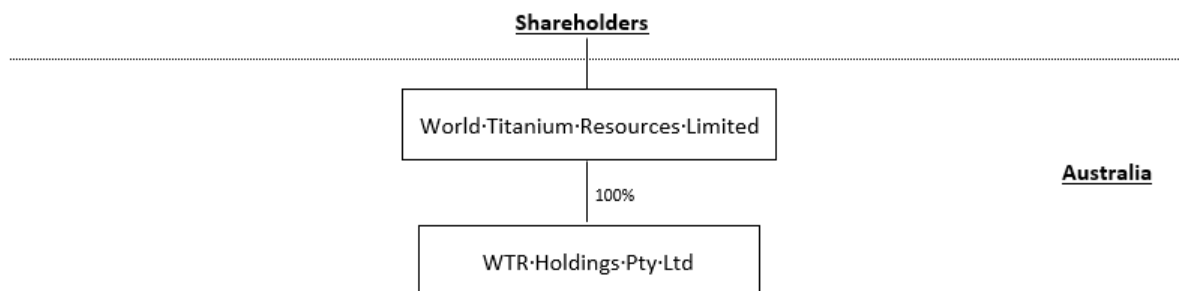 Shareholders
World·Titanium·Resources·Limited
Australia
100%
WTR·Holdings·Pty·Ltd